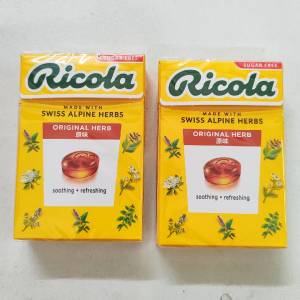 SUGAR FREE
Ricola
MADE WITH
SWISS ALPINE HERBS
ORIGINAL HERB
原味
soothing + refreshing
SUGAR FREE
Ricola
MADE WITH
SWISS ALPINE HERBS
ORIGINAL HERB
原味
soothing + refreshing